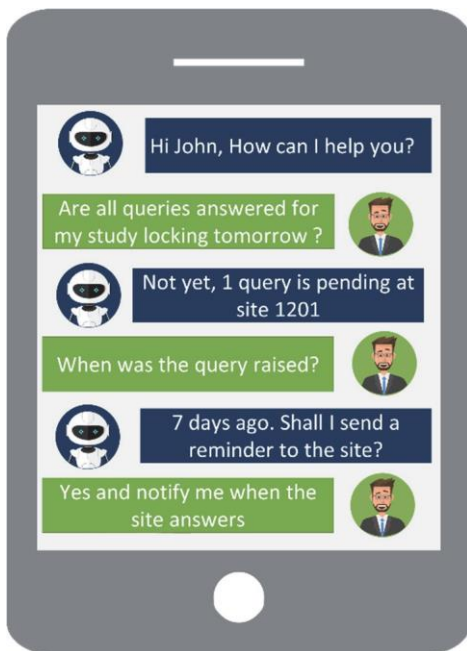 Hi John, How can I help you?
Are all queries answered for
my study locking tomorrow ?
Not yet, 1 query is pending at
site 1201
When was the query raised?
7 days ago. Shall I send a
reminder to the site?
Yes and notify me when the
site answers